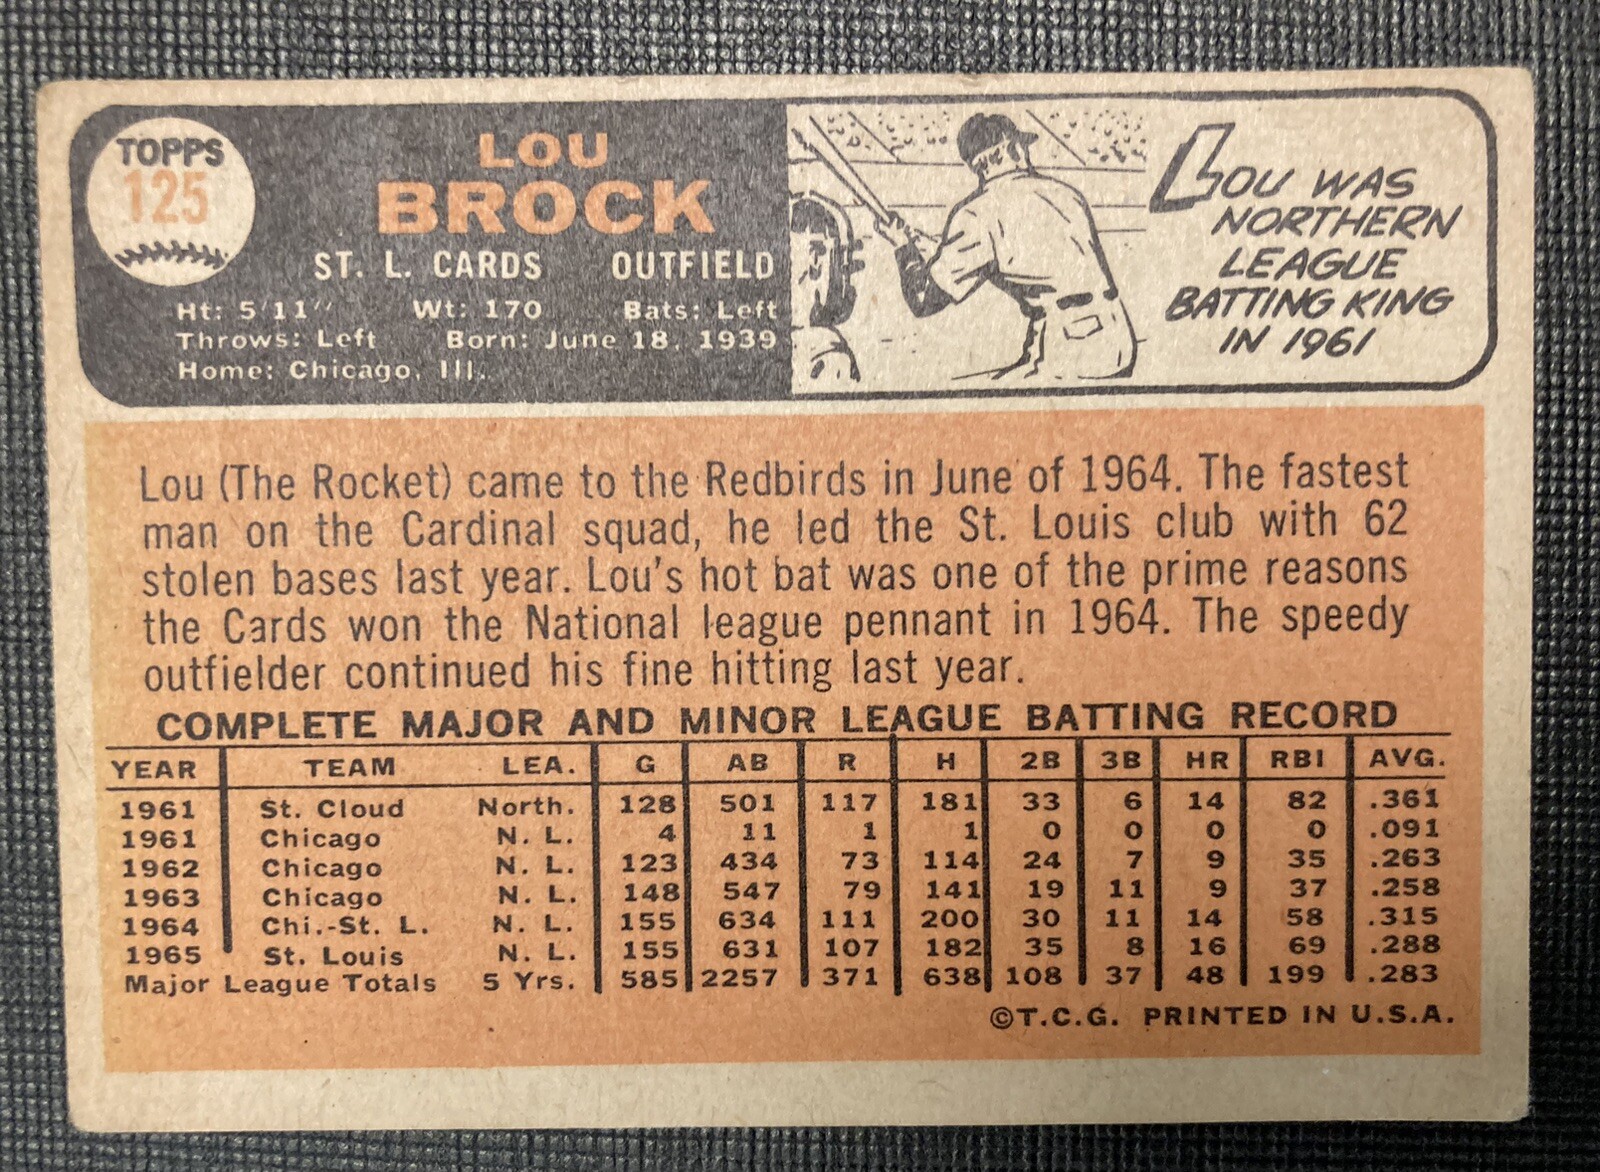 TOPPS
125
LOU
BROCK
ST. L. CARDS OUTFIELD
Ht: 5'11" Wt: 170 Bats: Left
Throws: Left Born: June 18, 1939
Home: Chicago, Ill.
LOU WAS
NORTHERN
LEAGUE
BATTING KING
IN 1961
Lou (The Rocket) came to the Redbirds in June of 1964. The fastest
man on the Cardinal squad, he led the St. Louis club with 62
stolen bases last year. Lou's hot bat was one of the prime reasons
the Cards won the National league pennant in 1964. The speedy
outfielder continued his fine hitting last year.
COMPLETE MAJOR AND MINOR LEAGUE BATTING RECORD
YEAR TEAM LEA. G AB R H 2B 3B HR RBI AVG.
1961 St. Cloud North. 128 501 117 181 33 6 14 82 .361
1961 Chicago N. L. 4 11 1 1 0 0 0 0 .091
1962 Chicago N. L. 123 434 73 114 24 7 9 35 .263
1963 Chicago N. L. 148 547 79 141 19 11 9 37 .258
1964 Chi.-St. L. N. L. 155 634 111 200 30 11 14 58 .315
1965 St. Louis N. L. 155 631 107 182 35 8 16 69 .288
Major League Totals 5 Yrs. 585 2257 371 638 108 37 48 199 .283
©T.C.G. PRINTED IN U.S.A.